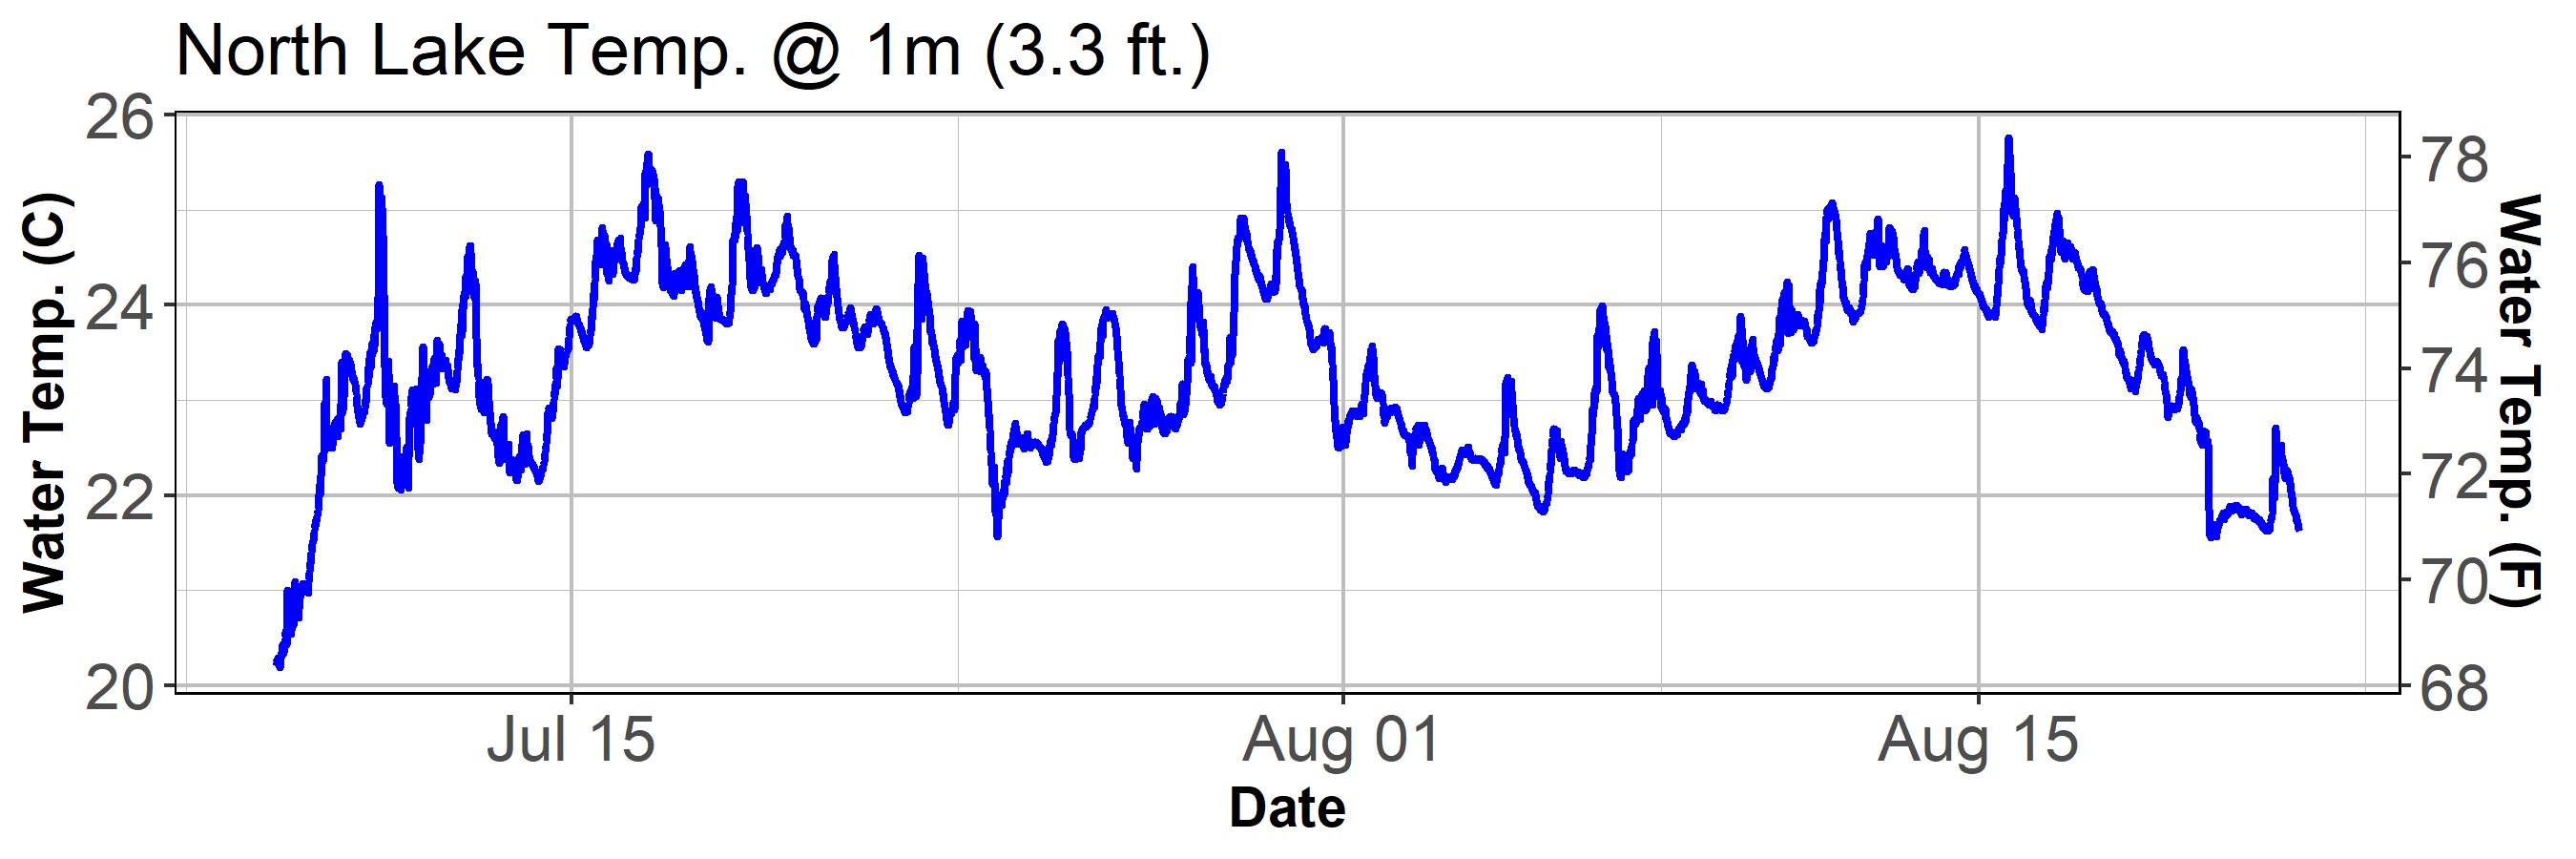 North Lake Temp. @ 1m (3.3 ft.)
26
24
22
20
Water Temp. (C)
78
76
74
72
70
68
Water Temp. (F)
Jul 15
Aug 01
Aug 15
Date